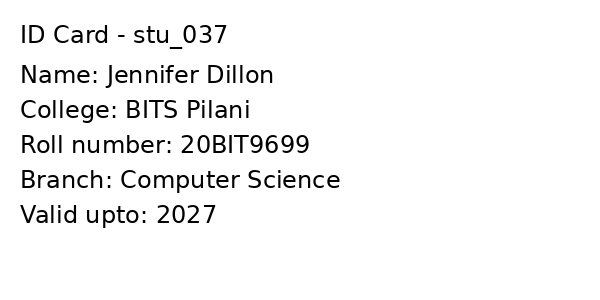 ID Card - stu_037
Name: Jennifer Dillon
College: BITS Pilani
Roll number: 20BIT9699
Branch: Computer Science
Valid upto: 2027